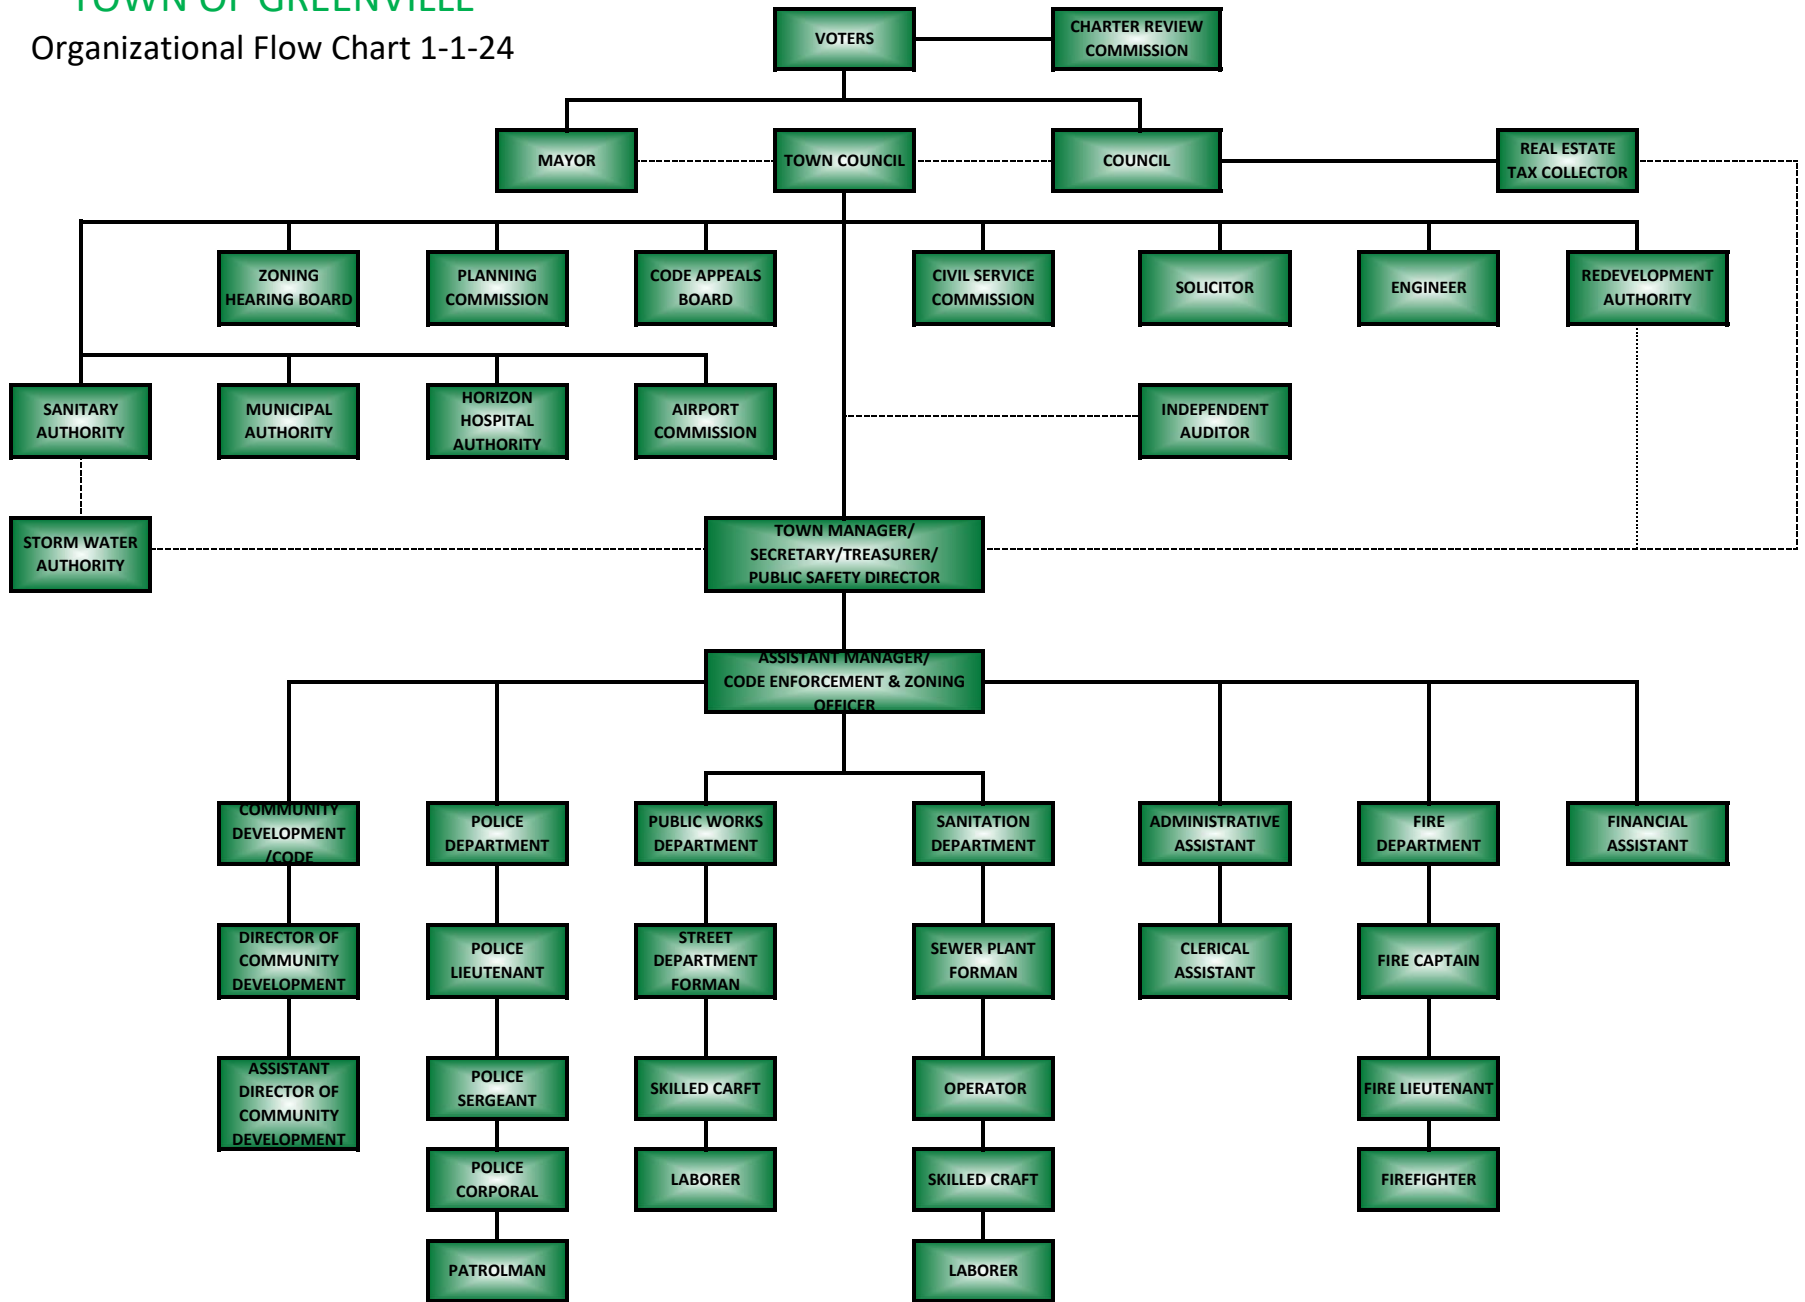 TOWN OF GREENVILLE
Organizational Flow Chart 1-1-24
VOTERS
CHARTER REVIEW
COMMISSION
MAYOR
TOWN COUNCIL
COUNCIL
REAL ESTATE
TAX COLLECTOR
ZONING
HEARING BOARD
PLANNING
COMMISSION
CODE APPEALS
BOARD
CIVIL SERVICE
COMMISSION
SOLICITOR
ENGINEER
REDEVELOPMENT
AUTHORITY
SANITARY
AUTHORITY
MUNICIPAL
AUTHORITY
HORIZON
HOSPITAL
AUTHORITY
AIRPORT
COMMISSION
INDEPENDENT
AUDITOR
STORM WATER
AUTHORITY
TOWN MANAGER/
SECRETARY/TREASURER/
PUBLIC SAFETY DIRECTOR
ASSISTANT MANAGER/
CODE ENFORCEMENT & ZONING
OFFICER
COMMUNITY
DEVELOPMENT
/CODE
POLICE
DEPARTMENT
PUBLIC WORKS
DEPARTMENT
SANITATION
DEPARTMENT
ADMINISTRATIVE
ASSISTANT
FIRE
DEPARTMENT
FINANCIAL
ASSISTANT
DIRECTOR OF
COMMUNITY
DEVELOPMENT
POLICE
LIEUTENANT
STREET
DEPARTMENT
FORMAN
SEWER PLANT
FORMAN
CLERICAL
ASSISTANT
FIRE CAPTAIN
ASSISTANT
DIRECTOR OF
COMMUNITY
DEVELOPMENT
POLICE
SERGEANT
SKILLED CARFT
OPERATOR
FIRE LIEUTENANT
POLICE
CORPORAL
LABORER
SKILLED CRAFT
FIREFIGHTER
PATROLMAN
LABORER